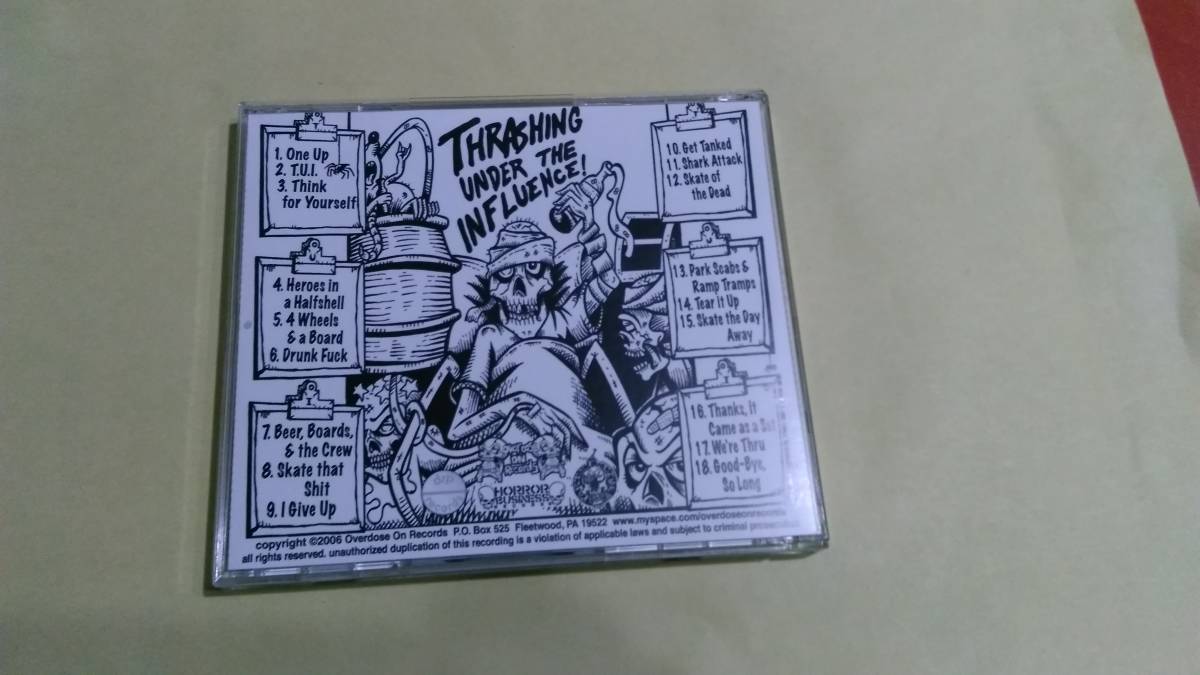 THRASHING
UNDER THE
INFLUENCE!
1. One Up
2. T.U.I.
3. Think
for Yourself
4. Heroes in
a Halfshell
5. 4 Wheels
& a Board
6. Drunk Fuck
7. Beer, Boards,
& the Crew
8. Skate that
Shit
9. I Give Up
10. Get Tanked
11. Shark Attack
12. Skate of
the Dead
13. Park Scabs &
Ramp Tramps
14. Tear it Up
15. Skate the Day
Away
16. Thanks, it
Came as a
17. We're Thru
18. Good-Bye,
So Long
HORROR
BUSINESS
copyright ©2006 Overdose On Records P.O. Box 525 Fleetwood, PA 19522 www.myspace.com/overdoseonrecords
all rights reserved. unauthorized duplication of this recording is a violation of applicable laws and subject to criminal